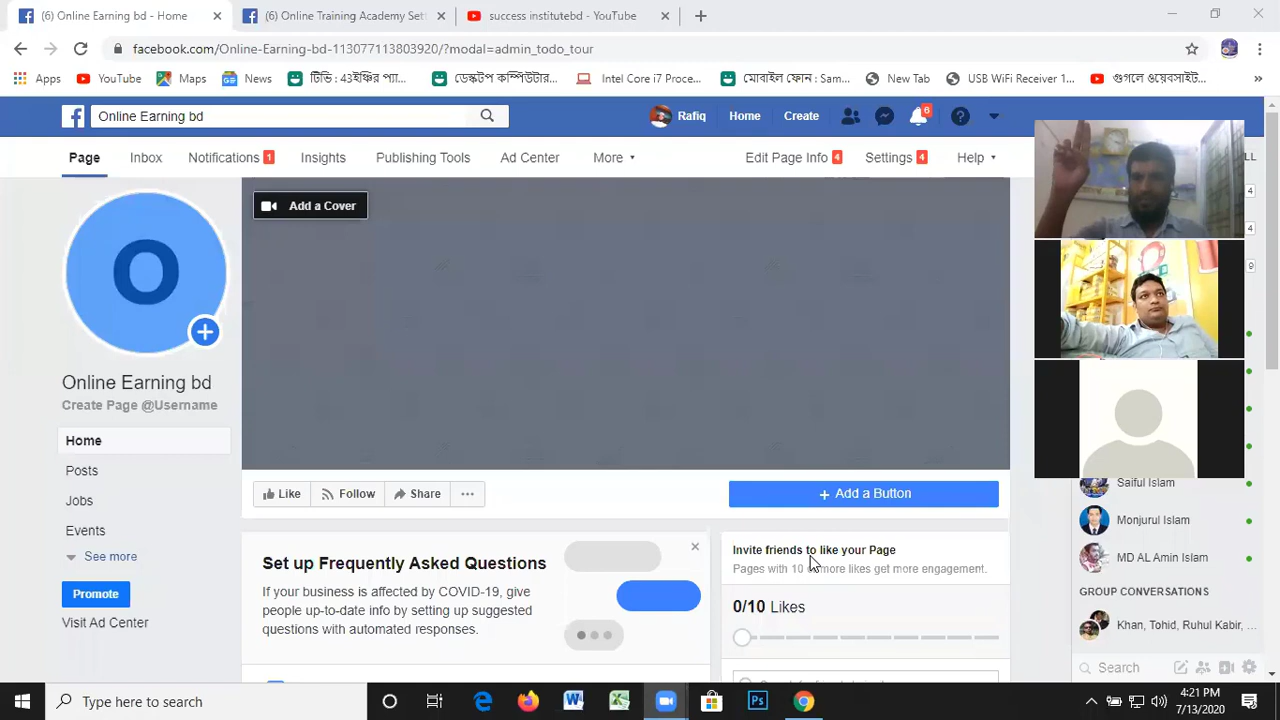 (6) Online Earning bd - Home
(6) Online Training Academy Set
success institutebd - YouTube
facebook.com/Online-Earning-bd-113077113803920/?modal=admin_todo_tour
Apps
YouTube
Maps
News
টিভি : 43ইঞ্চির প্যা...
ডেস্কটপ কম্পিউটার...
Intel Core i7 Proce...
মোবাইল ফোন : Sam...
New Tab
USB WiFi Receiver 1...
গুগলে ওয়েবসাইট...
Online Earning bd
Rafiq
Home
Create
6
Page
Inbox
Notifications 1
Insights
Publishing Tools
Ad Center
More
Edit Page Info 4
Settings 4
Help
LL
4
4
9
Add a Cover
O
Online Earning bd
Create Page @Username
Home
Posts
Jobs
Events
See more
Promote
Visit Ad Center
Like
Follow
Share
+ Add a Button
Set up Frequently Asked Questions
If your business is affected by COVID-19, give
people up-to-date info by setting up suggested
questions with automated responses.
Invite friends to like your Page
Pages with 10 or more likes get more engagement.
0/10 Likes
Saiful Islam
Monjurul Islam
MD AL Amin Islam
GROUP CONVERSATIONS
Khan, Tohid, Ruhul Kabir, ...
Search
Type here to search
4:21 PM
7/13/2020